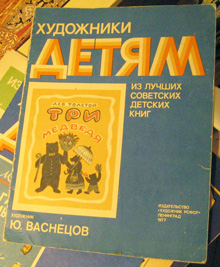 ХУДОЖНИКИ
ДЕТЯМ
ИЗ ЛУЧШИХ
СОВЕТСКИХ
ДЕТСКИХ
КНИГ
ЛЕВ ТОЛСТОЙ
ТРИ
МЕДВЕДЯ
ХУДОЖНИК
Ю. ВАСНЕЦОВ
ИЗДАТЕЛЬСТВО
«ХУДОЖНИК РСФСР»
ЛЕНИНГРАД
1977